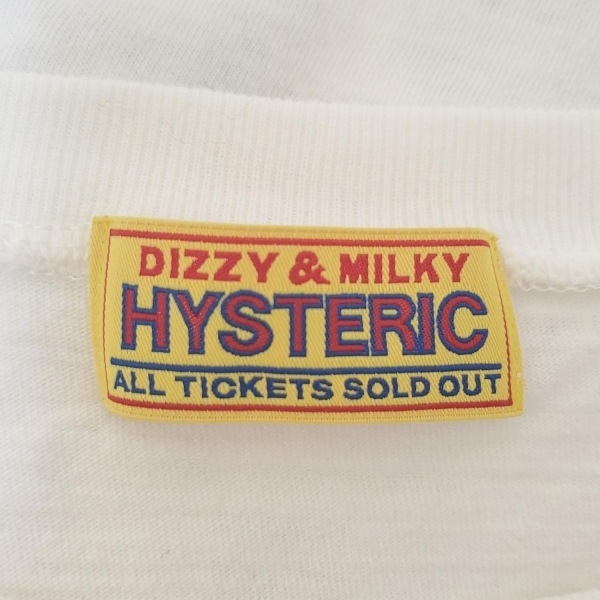 DIZZY & MILKY
HYSTERIC
ALL TICKETS SOLD OUT